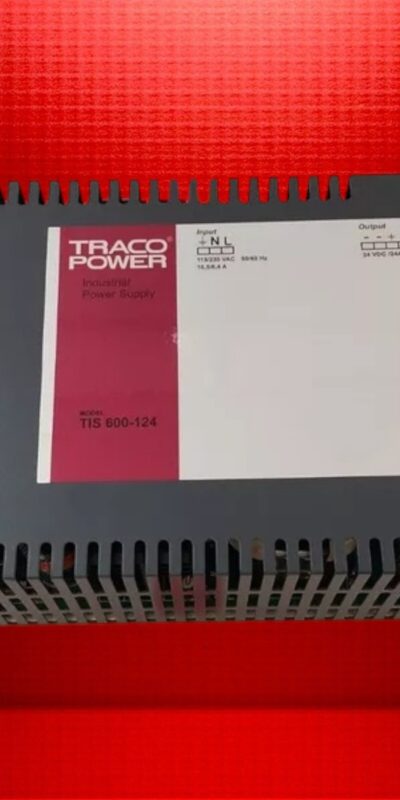 TRACO®
POWER
Industrial
Power Supply
MODEL
TIS 600-124
Input
N L
115/230 VAC 50/60 Hz
Output
- - +
24 VDC